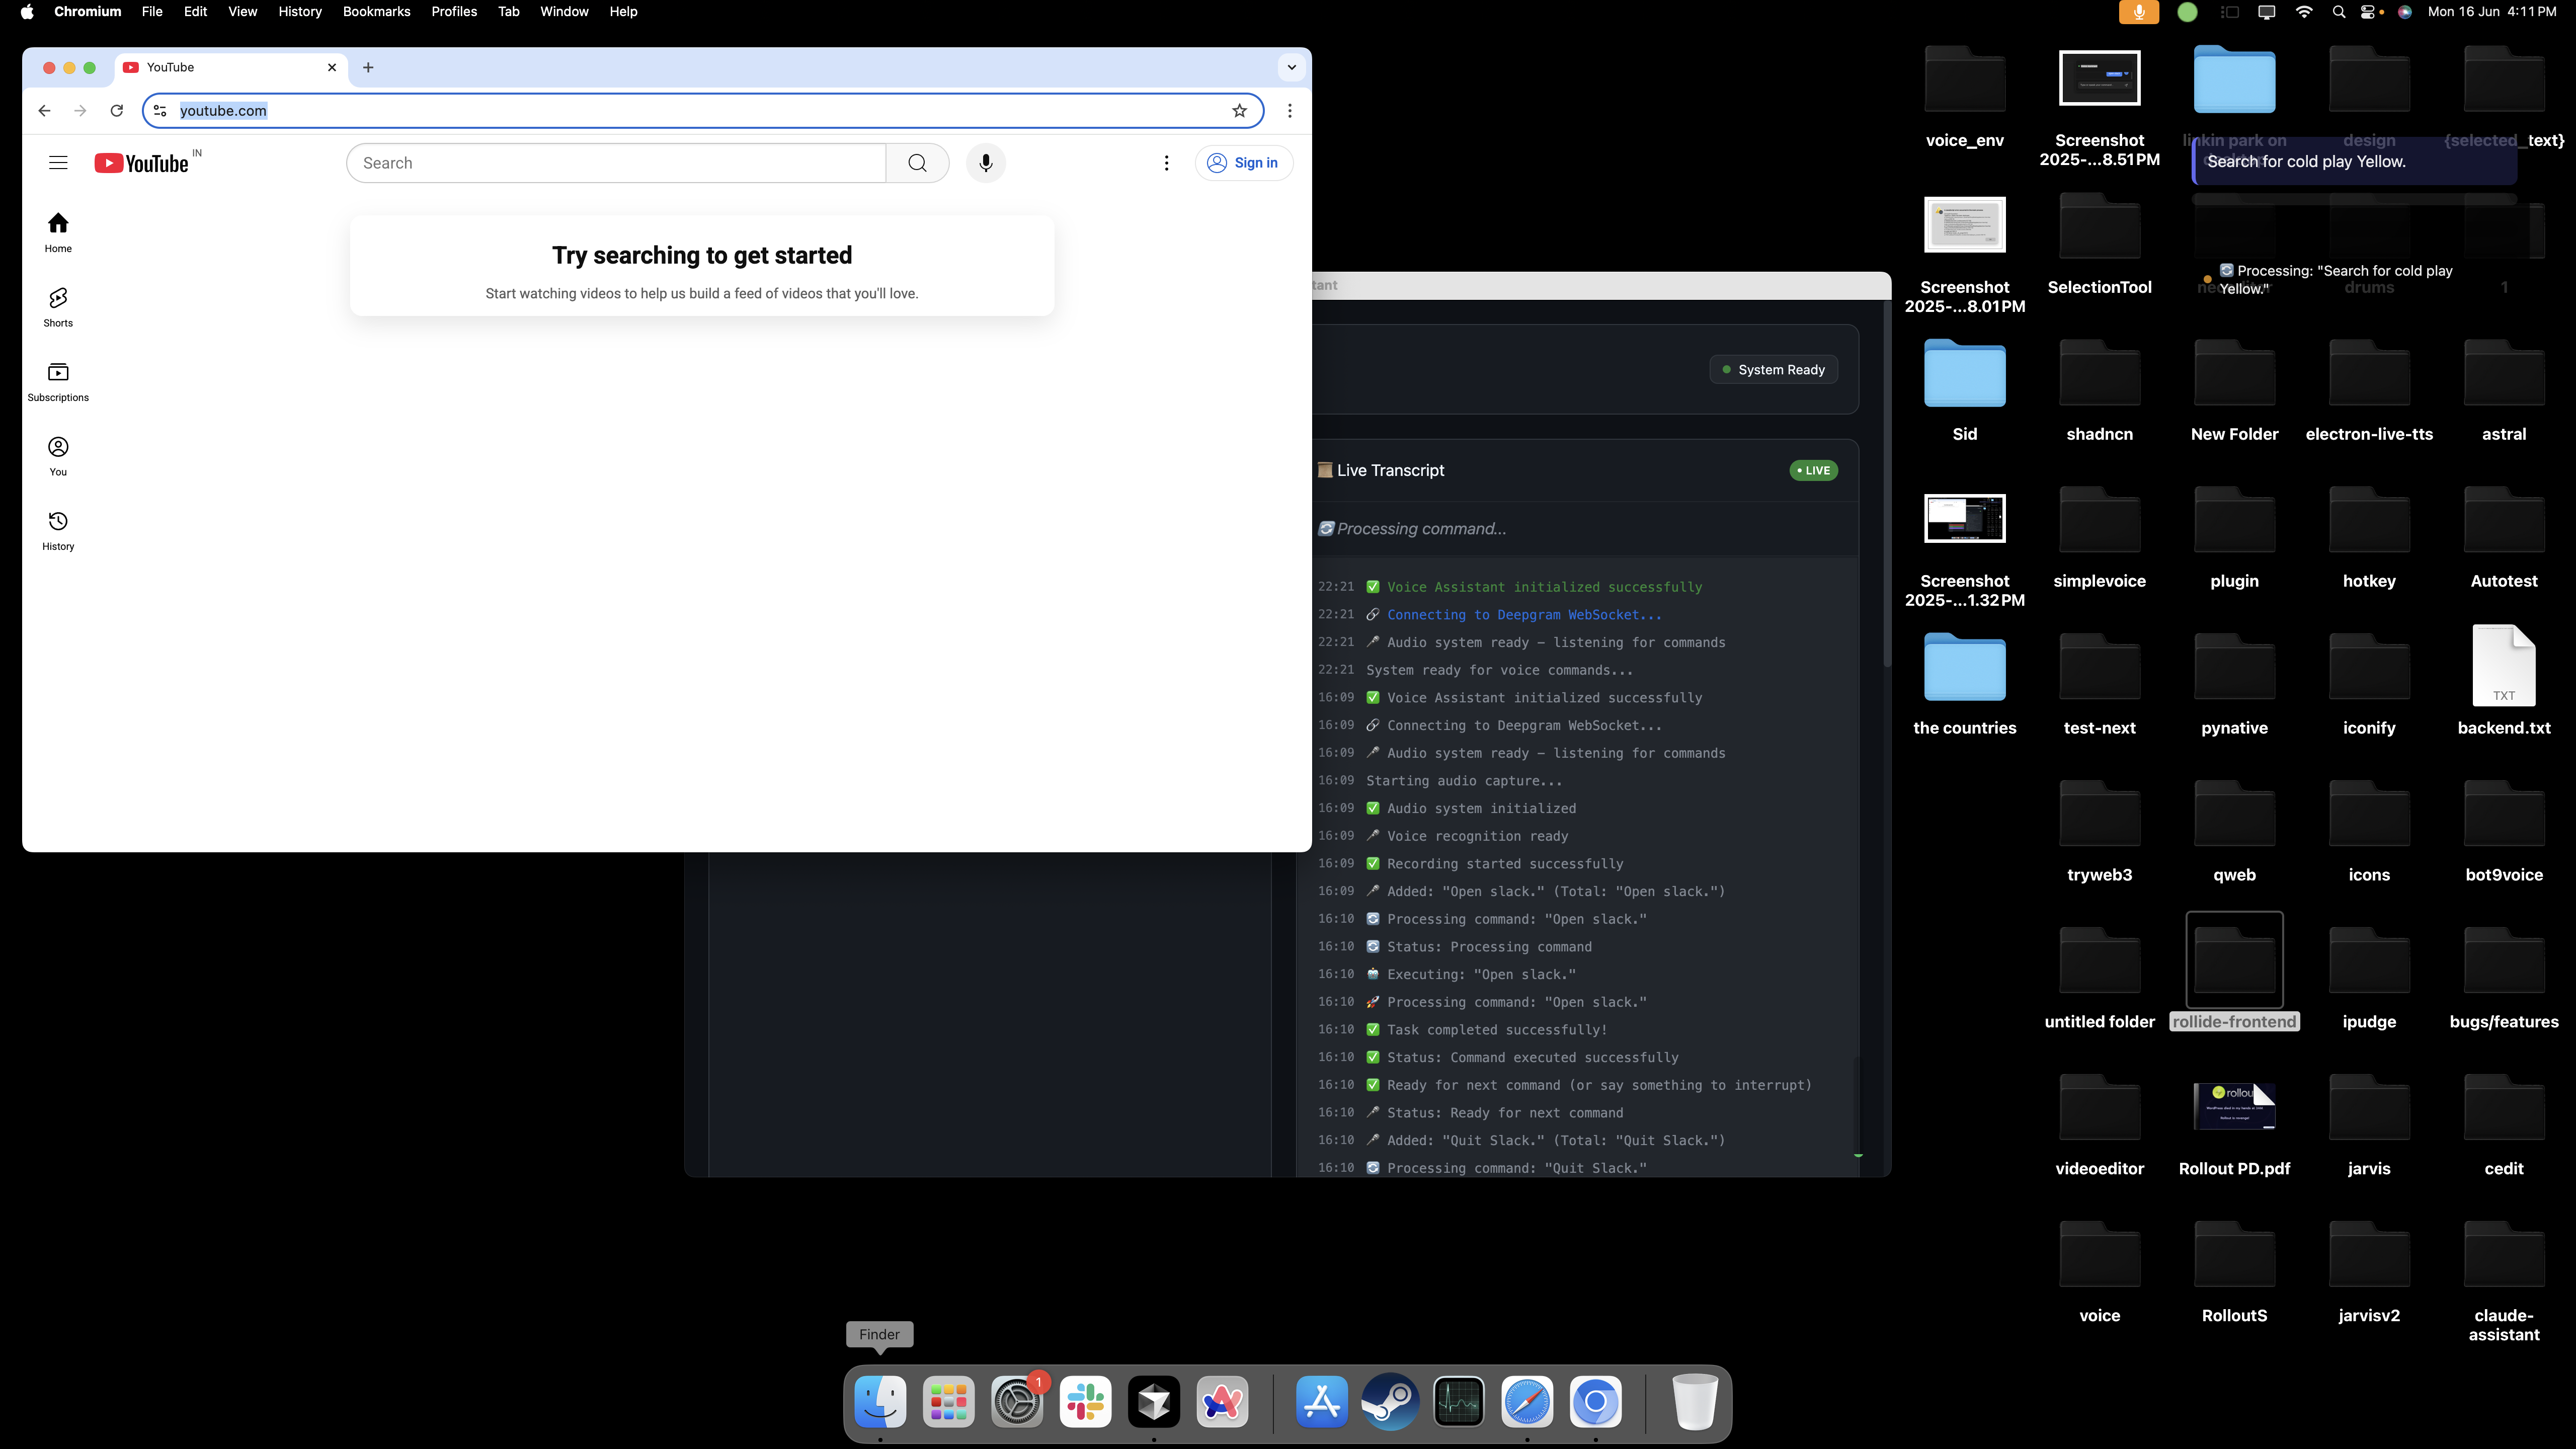 Chromium File Edit View History Bookmarks Profiles Tab Window Help
Mon 16 Jun 4:11 PM
YouTube
youtube.com
YouTube IN
Search
Sign in
Home
Shorts
Subscriptions
You
History
Try searching to get started
Start watching videos to help us build a feed of videos that you'll love.
tant
System Ready
Live Transcript
• LIVE
Processing command...
22:21 Voice Assistant initialized successfully
22:21 Connecting to Deepgram WebSocket...
22:21 Audio system ready – listening for commands
22:21 System ready for voice commands...
16:09 Voice Assistant initialized successfully
16:09 Connecting to Deepgram WebSocket...
16:09 Audio system ready – listening for commands
16:09 Starting audio capture...
16:09 Audio system initialized
16:09 Voice recognition ready
16:09 Recording started successfully
16:09 Added: "Open slack." (Total: "Open slack.")
16:10 Processing command: "Open slack."
16:10 Status: Processing command
16:10 Executing: "Open slack."
16:10 Processing command: "Open slack."
16:10 Task completed successfully!
16:10 Status: Command executed successfully
16:10 Ready for next command (or say something to interrupt)
16:10 Status: Ready for next command
16:10 Added: "Quit Slack." (Total: "Quit Slack.")
16:10 Processing command: "Quit Slack."
voice_env
Screenshot
2025-...8.51 PM
linkin park on
design
{selected_text}
Search for cold play Yellow.
Processing: "Search for cold play
Yellow."
Screenshot
2025-...8.01 PM
SelectionTool
drums
1
Sid
shadncn
New Folder
electron-live-tts
astral
Screenshot
2025-...1.32 PM
simplevoice
plugin
hotkey
Autotest
the countries
test-next
pynative
iconify
TXT
backend.txt
tryweb3
qweb
icons
bot9voice
untitled folder
rollide-frontend
ipudge
bugs/features
videoeditor
rollou
Rollout PD.pdf
jarvis
cedit
voice
RolloutS
jarvisv2
claude-
assistant
Finder
1